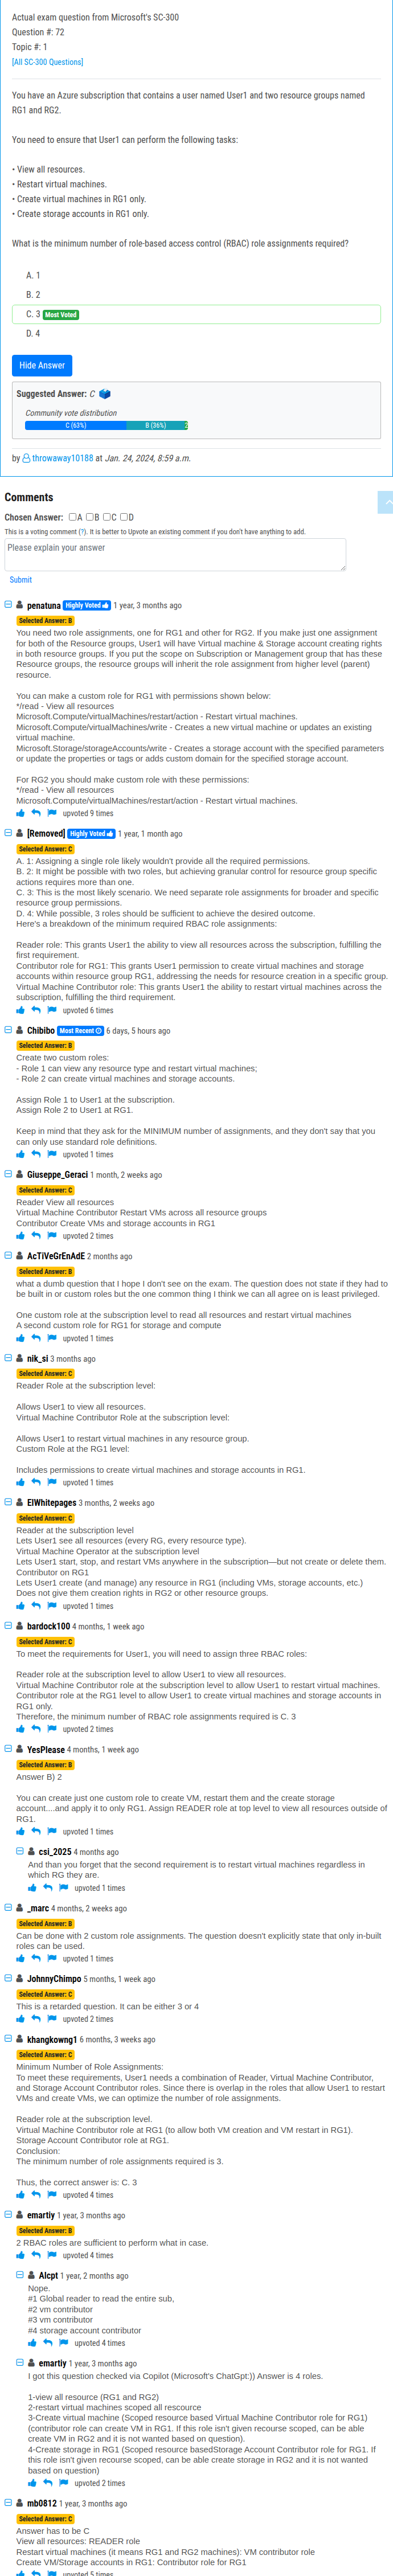 Actual exam question from Microsoft's SC-300
Question #: 72
Topic #: 1
[All SC-300 Questions]
You have an Azure subscription that contains a user named User1 and two resource groups named
RG1 and RG2.
You need to ensure that User1 can perform the following tasks:
• View all resources.
• Restart virtual machines.
• Create virtual machines in RG1 only.
• Create storage accounts in RG1 only.
What is the minimum number of role-based access control (RBAC) role assignments required?
A. 1
B. 2
C. 3 Most Voted
D. 4
Hide Answer
Suggested Answer: C
Community vote distribution
C (63%) B (36%) 2
by throwaway10188 at Jan. 24, 2024, 8:59 a.m.
Comments
Chosen Answer: A B C D
This is a voting comment (?). It is better to Upvote an existing comment if you don't have anything to add.
Please explain your answer
Submit
penatuna Highly Voted 1 year, 3 months ago
Selected Answer: B
You need two role assignments, one for RG1 and other for RG2. If you make just one assignment
for both of the Resource groups, User1 will have Virtual machine & Storage account creating rights
in both resource groups. If you put the scope on Subscription or Management group that has these
Resource groups, the resource groups will inherit the role assignment from higher level (parent)
resource.
You can make a custom role for RG1 with permissions shown below:
*/read - View all resources
Microsoft.Compute/virtualMachines/restart/action - Restart virtual machines.
Microsoft.Compute/virtualMachines/write - Creates a new virtual machine or updates an existing
virtual machine.
Microsoft.Storage/storageAccounts/write - Creates a storage account with the specified parameters
or update the properties or tags or adds custom domain for the specified storage account.
For RG2 you should make custom role with these permissions:
*/read - View all resources
Microsoft.Compute/virtualMachines/restart/action - Restart virtual machines.
upvoted 9 times
[Removed] Highly Voted 1 year, 1 month ago
Selected Answer: C
A. 1: Assigning a single role likely wouldn't provide all the required permissions.
B. 2: It might be possible with two roles, but achieving granular control for resource group specific
actions requires more than one.
C. 3: This is the most likely scenario. We need separate role assignments for broader and specific
resource group permissions.
D. 4: While possible, 3 roles should be sufficient to achieve the desired outcome.
Here's a breakdown of the minimum required RBAC role assignments:
Reader role: This grants User1 the ability to view all resources across the subscription, fulfilling the
first requirement.
Contributor role for RG1: This grants User1 permission to create virtual machines and storage
accounts within resource group RG1, addressing the needs for resource creation in a specific group.
Virtual Machine Contributor role: This grants User1 the ability to restart virtual machines across the
subscription, fulfilling the third requirement.
upvoted 6 times
Chibibo Most Recent 6 days, 5 hours ago
Selected Answer: B
Create two custom roles:
- Role 1 can view any resource type and restart virtual machines;
- Role 2 can create virtual machines and storage accounts.
Assign Role 1 to User1 at the subscription.
Assign Role 2 to User1 at RG1.
Keep in mind that they ask for the MINIMUM number of assignments, and they don't say that you
can only use standard role definitions.
upvoted 1 times
Giuseppe_Geraci 1 month, 2 weeks ago
Selected Answer: C
Reader View all resources
Virtual Machine Contributor Restart VMs across all resource groups
Contributor Create VMs and storage accounts in RG1
upvoted 2 times
AcTiVeGrEnAdE 2 months ago
Selected Answer: B
what a dumb question that I hope I don't see on the exam. The question does not state if they had to
be built in or custom roles but the one common thing I think we can all agree on is least privileged.
One custom role at the subscription level to read all resources and restart virtual machines
A second custom role for RG1 for storage and compute
upvoted 1 times
nik_si 3 months ago
Selected Answer: C
Reader Role at the subscription level:
Allows User1 to view all resources.
Virtual Machine Contributor Role at the subscription level:
Allows User1 to restart virtual machines in any resource group.
Custom Role at the RG1 level:
Includes permissions to create virtual machines and storage accounts in RG1.
upvoted 1 times
ElWhitepages 3 months, 2 weeks ago
Selected Answer: C
Reader at the subscription level
Lets User1 see all resources (every RG, every resource type).
Virtual Machine Operator at the subscription level
Lets User1 start, stop, and restart VMs anywhere in the subscription—but not create or delete them.
Contributor on RG1
Lets User1 create (and manage) any resource in RG1 (including VMs, storage accounts, etc.)
Does not give them creation rights in RG2 or other resource groups.
upvoted 1 times
bardock100 4 months, 1 week ago
Selected Answer: C
To meet the requirements for User1, you will need to assign three RBAC roles:
Reader role at the subscription level to allow User1 to view all resources.
Virtual Machine Contributor role at the subscription level to allow User1 to restart virtual machines.
Contributor role at the RG1 level to allow User1 to create virtual machines and storage accounts in
RG1 only.
Therefore, the minimum number of RBAC role assignments required is C. 3
upvoted 2 times
YesPlease 4 months, 1 week ago
Selected Answer: B
Answer B) 2
You can create just one custom role to create VM, restart them and the create storage
account....and apply it to only RG1. Assign READER role at top level to view all resources outside of
RG1.
upvoted 1 times
csi_2025 4 months ago
And than you forget that the second requirement is to restart virtual machines regardless in
which RG they are.
upvoted 1 times
_marc 4 months, 2 weeks ago
Selected Answer: B
Can be done with 2 custom role assignments. The question doesn't explicitly state that only in-built
roles can be used.
upvoted 1 times
JohnnyChimpo 5 months, 1 week ago
Selected Answer: C
This is a retarded question. It can be either 3 or 4
upvoted 2 times
khangkowng1 6 months, 3 weeks ago
Selected Answer: C
Minimum Number of Role Assignments:
To meet these requirements, User1 needs a combination of Reader, Virtual Machine Contributor,
and Storage Account Contributor roles. Since there is overlap in the roles that allow User1 to restart
VMs and create VMs, we can optimize the number of role assignments.
Reader role at the subscription level.
Virtual Machine Contributor role at RG1 (to allow both VM creation and VM restart in RG1).
Storage Account Contributor role at RG1.
Conclusion:
The minimum number of role assignments required is 3.
Thus, the correct answer is: C. 3
upvoted 4 times
emartiy 1 year, 3 months ago
Selected Answer: B
2 RBAC roles are sufficient to perform what in case.
upvoted 4 times
Alcpt 1 year, 2 months ago
Nope.
#1 Global reader to read the entire sub,
#2 vm contributor
#3 vm contributor
#4 storage account contributor
upvoted 4 times
emartiy 1 year, 3 months ago
I got this question checked via Copilot (Microsoft's ChatGpt:)) Answer is 4 roles.
1-view all resource (RG1 and RG2)
2-restart virtual machines scoped all rescource
3-Create virtual machine (Scoped resource based Virtual Machine Contributor role for RG1)
(contributor role can create VM in RG1. If this role isn't given recourse scoped, can be able
create VM in RG2 and it is not wanted based on question).
4-Create storage in RG1 (Scoped resource basedStorage Account Contributor role for RG1. If
this role isn't given recourse scoped, can be able create storage in RG2 and it is not wanted
based on question)
upvoted 2 times
mb0812 1 year, 3 months ago
Selected Answer: C
Answer has to be C
View all resources: READER role
Restart virtual machines (it means RG1 and RG2 machines): VM contributor role
Create VM/Storage accounts in RG1: Contributor role for RG1
upvoted 5 times